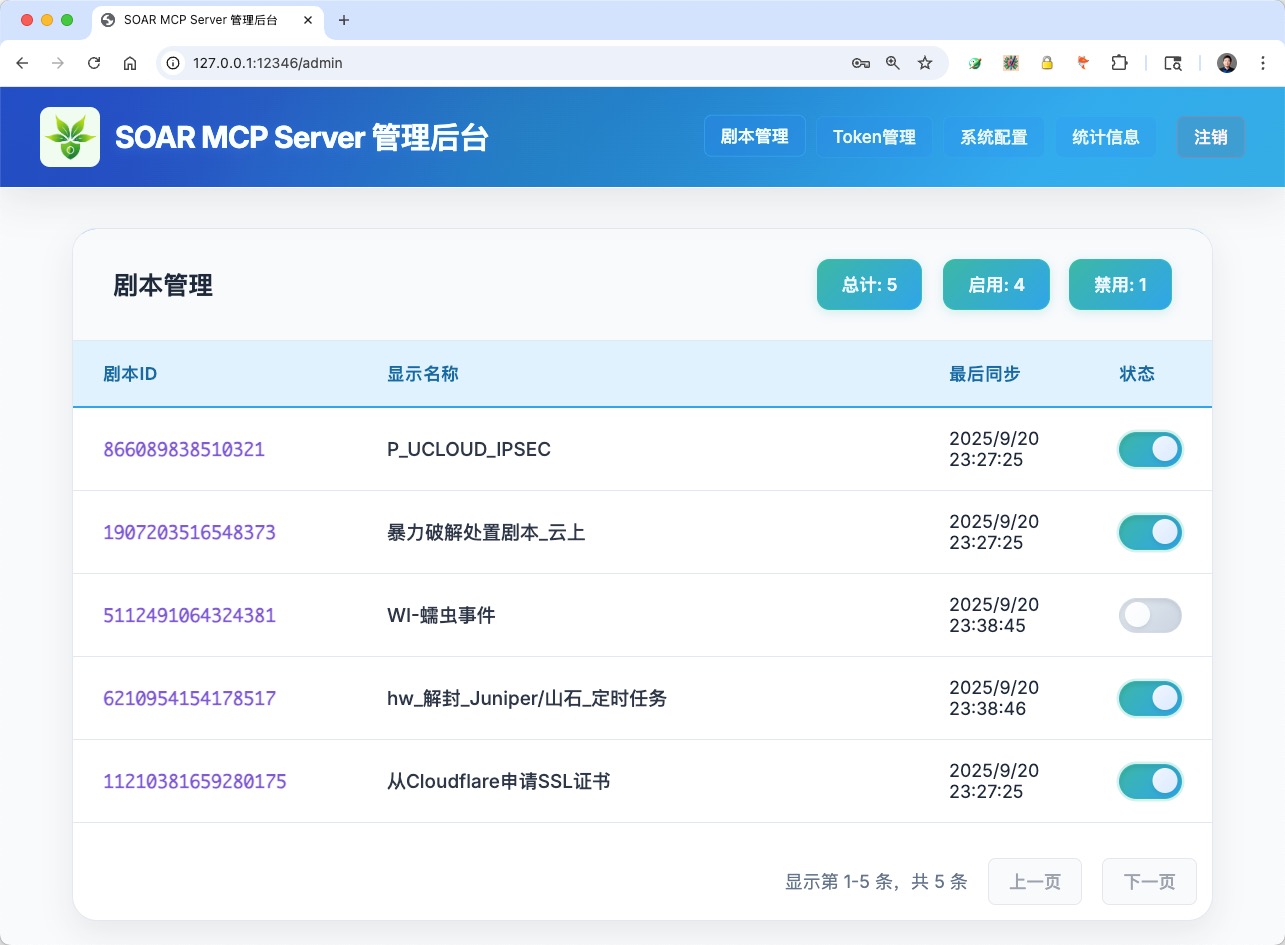 SOAR MCP Server 管理后台
127.0.0.1:12346/admin
SOAR MCP Server 管理后台
剧本管理
Token管理
系统配置
统计信息
注销
剧本管理
总计: 5
启用: 4
禁用: 1
剧本ID 显示名称 最后同步 状态
866089838510321 P_UCLOUD_IPSEC 2025/9/20
23:27:25
1907203516548373 暴力破解处置剧本_云上 2025/9/20
23:27:25
5112491064324381 WI-蠕虫事件 2025/9/20
23:38:45
6210954154178517 hw_解封_Juniper/山石_定时任务 2025/9/20
23:38:46
11210381659280175 从Cloudflare申请SSL证书 2025/9/20
23:27:25
显示第 1-5 条，共 5 条
上一页
下一页